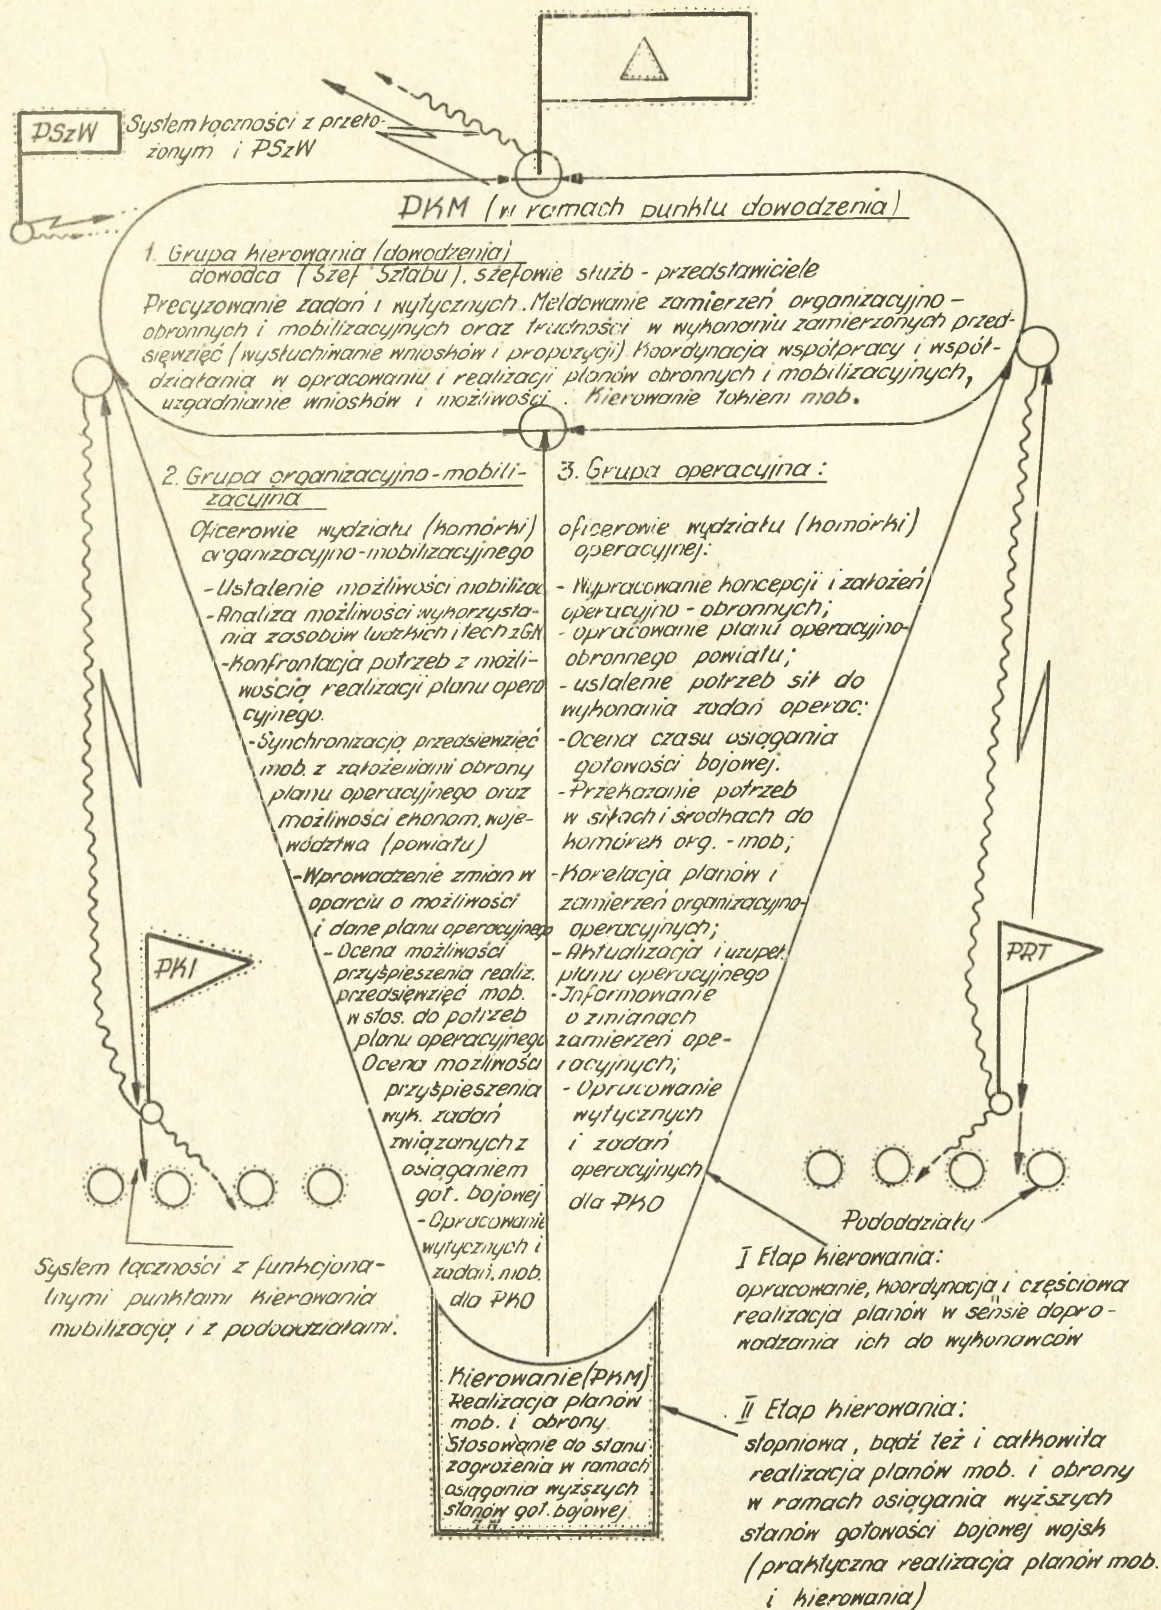 PSzW
System łączności z przeło-
żonym i PSzW
PKM (w ramach punktu dowodzenia)
1. Grupa kierowania (dowodzenia)
dowódca (Szef Sztabu), szefowie służb - przedstawiciele
Precyzowanie zadań i wytycznych. Meldowanie zamierzeń organizacyjno-
obronnych i mobilizacyjnych oraz trudności w wykonaniu zamierzonych przed-
sięwzięć (wysłuchiwanie wniosków i propozycji) Koordynacja współpracy i współ-
działania w opracowaniu i realizacji planów obronnych i mobilizacyjnych,
uzgadnianie wniosków i możliwości. Kierowanie tokiem mob.
2. Grupa organizacyjno-mobili-
zacyjna
Oficerowie wydziału (komórki)
organizacyjno-mobilizacyjnego
- Ustalenie możliwości mobilizac
- Analiza możliwości wykorzysta-
nia zasobów ludzkich i tech z GN
- Konfrontacja potrzeb z możli-
wością realizacji planu opera
cyjnego.
- Synchronizacja przedsięwzięć
mob. z założeniami obrony
planu operacyjnego oraz
możliwości ekonom. woje-
wództwa (powiatu)
- Wprowadzenie zmian w
oparciu o możliwości
i dane planu operacyjnego
- Ocena możliwości
przyśpieszenia realiz.
przedsięwzięć mob.
w stos. do potrzeb
planu operacyjnego
Ocena możliwości
przyśpieszenia
wyk. zadań
związanych z
osiąganiem
got. bojowej
- Opracowanie
wytycznych i
zadań. mob.
dla PKO
3. Grupa operacyjna:
oficerowie wydziału (komórki)
operacyjnej:
- Wypracowanie koncepcji i założeń
operacyjno-obronnych;
- opracowanie planu operacyjno-
obronnego powiatu;
- ustalenie potrzeb sił do
wykonania zadań operac:
- Ocena czasu osiągania
gotowości bojowej.
- Przekazanie potrzeb
w siłach i środkach do
komórek org. - mob;
- Korelacja planów i
zamierzeń organizacyjno-
operacyjnych;
- Aktualizacja i uzupeł.
planu operacyjnego
- Informowanie
o zmianach
zamierzeń ope-
racyjnych;
- Opracowanie
wytycznych
i zadań
operacyjnych
dla PKO
PKI
PRT
Pododdziały
System łączności z funkcjona-
lnymi punktami kierowania
mobilizacją i z pododdziałami.
I Etap kierowania:
opracowanie, koordynacja i częściowa
realizacja planów w sensie dopro-
wadzania ich do wykonawców
Kierowanie (PKM)
Realizacja planów
mob. i obrony
Stosowanie do stanu
zagrożenia w ramach
osiągania wyższych
stanów got. bojowej
II Etap kierowania:
stopniowa, bądź też i całkowita
realizacja planów mob. i obrony
w ramach osiągania wyższych
stanów gotowości bojowej wojsk
(praktyczna realizacja planów mob.
i kierowania)